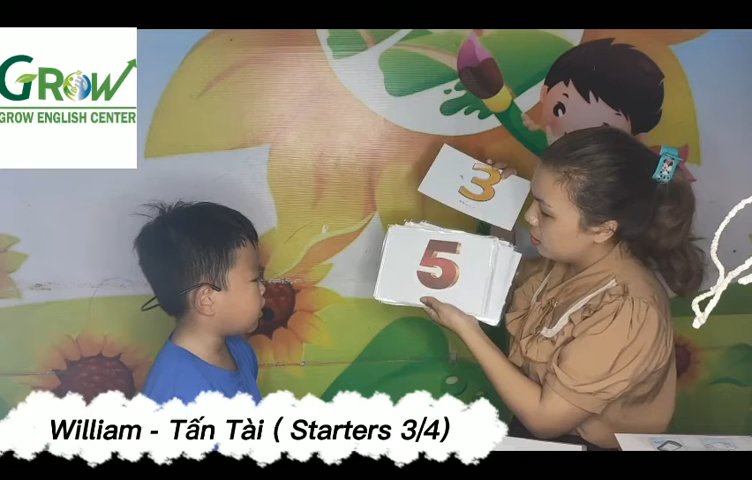 GROW
GROW ENGLISH CENTER
3
5
William - Tấn Tài ( Starters 3/4)